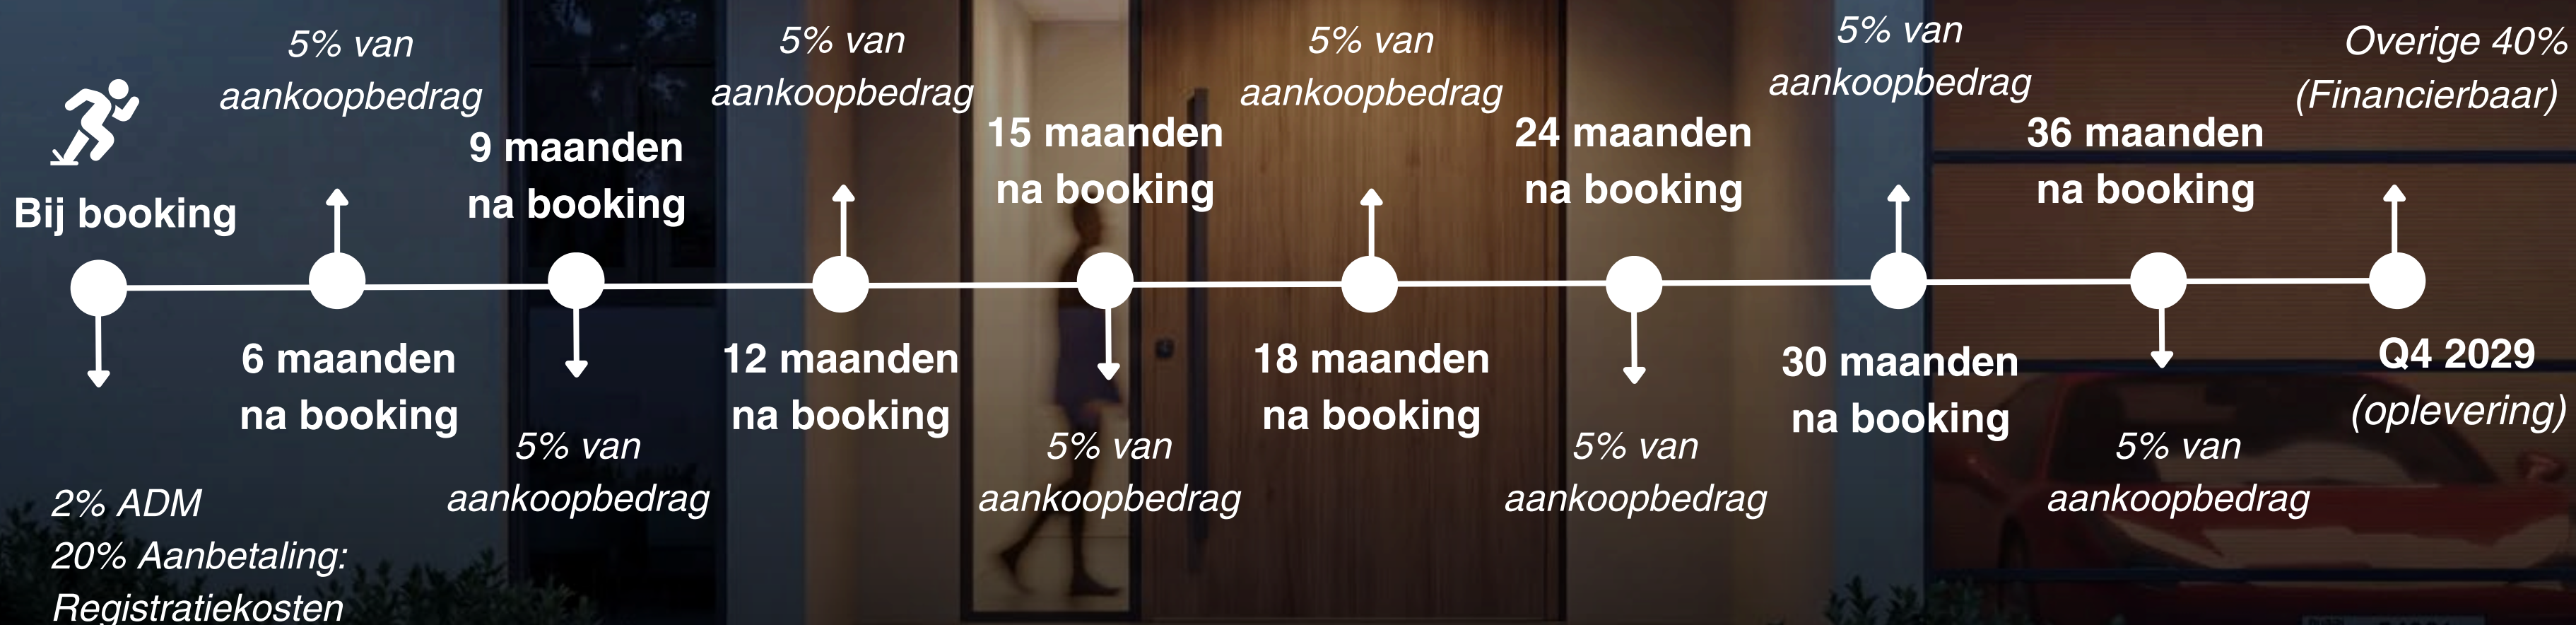 Bij booking
2% ADM
20% Aanbetaling:
Registratiekosten
5% van
aankoopbedrag
6 maanden
na booking
9 maanden
na booking
5% van
aankoopbedrag
5% van
aankoopbedrag
12 maanden
na booking
15 maanden
na booking
5% van
aankoopbedrag
5% van
aankoopbedrag
18 maanden
na booking
24 maanden
na booking
5% van
aankoopbedrag
5% van
aankoopbedrag
30 maanden
na booking
36 maanden
na booking
5% van
aankoopbedrag
Overige 40%
(Financierbaar)
Q4 2029
(oplevering)